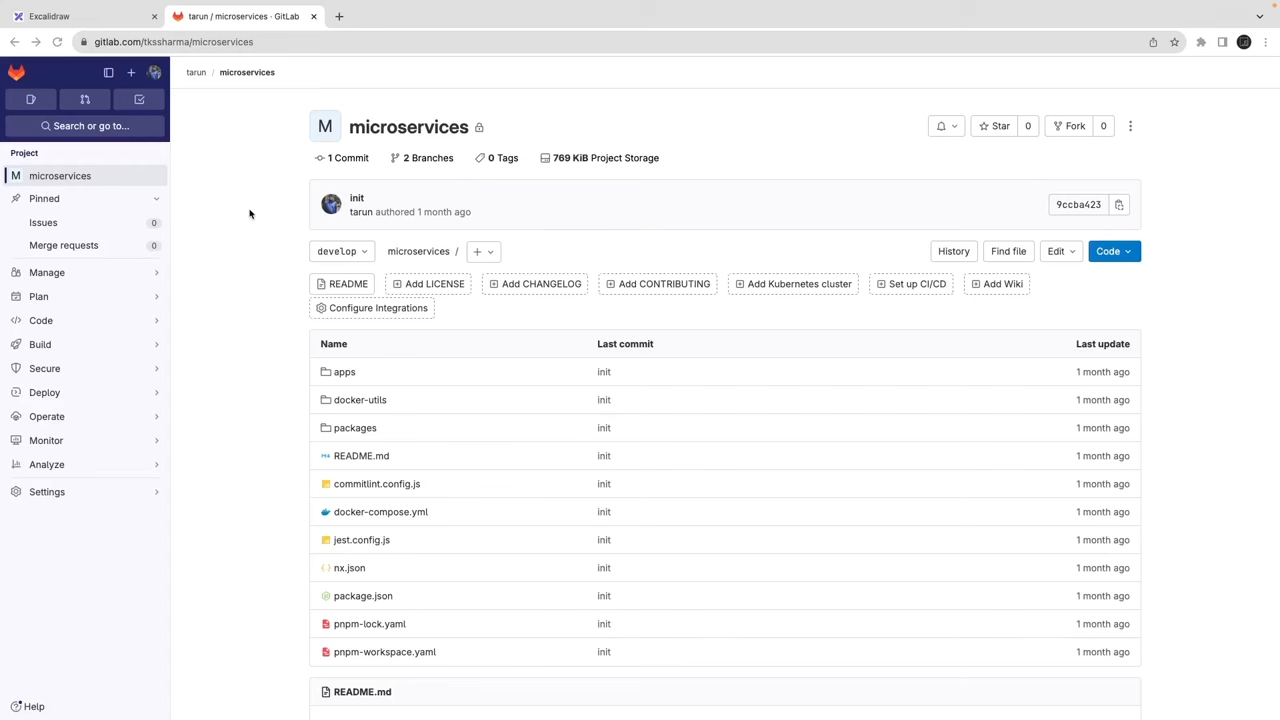 Excalidraw
tarun / microservices · GitLab
gitlab.com/tkssharma/microservices
tarun / microservices
Search or go to...
Project
M microservices
Pinned
Issues 0
Merge requests 0
Manage
Plan
Code
Build
Secure
Deploy
Operate
Monitor
Analyze
Settings
Help
M microservices
Star 0 Fork 0
1 Commit 2 Branches 0 Tags 769 KiB Project Storage
init
tarun authored 1 month ago
9ccba423
develop microservices / + History Find file Edit Code
README Add LICENSE Add CHANGELOG Add CONTRIBUTING Add Kubernetes cluster Set up CI/CD Add Wiki
Configure Integrations
Name Last commit Last update
apps init 1 month ago
docker-utils init 1 month ago
packages init 1 month ago
README.md init 1 month ago
commitlint.config.js init 1 month ago
docker-compose.yml init 1 month ago
jest.config.js init 1 month ago
nx.json init 1 month ago
package.json init 1 month ago
pnpm-lock.yaml init 1 month ago
pnpm-workspace.yaml init 1 month ago
README.md